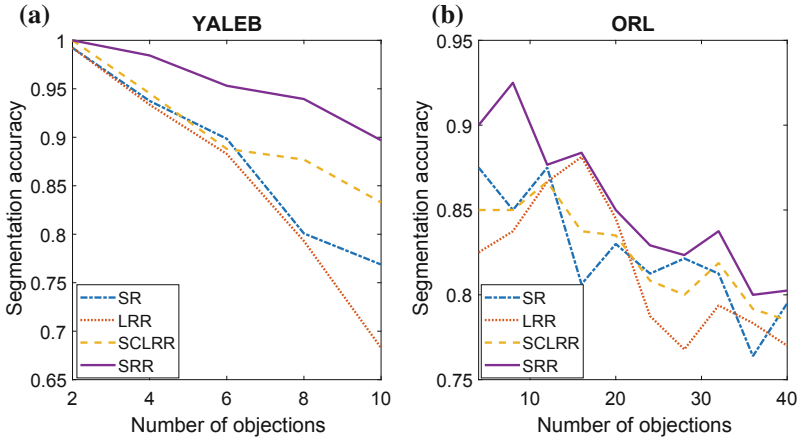 (a)
YALEB
1
0.95
0.9
0.85
0.8
0.75
0.7
0.65
Segmentation accuracy
SR
LRR
SCLRR
SRR
2
4
6
8
10
Number of objections
(b)
ORL
0.95
0.9
0.85
0.8
0.75
Segmentation accuracy
SR
LRR
SCLRR
SRR
10
20
30
40
Number of objections